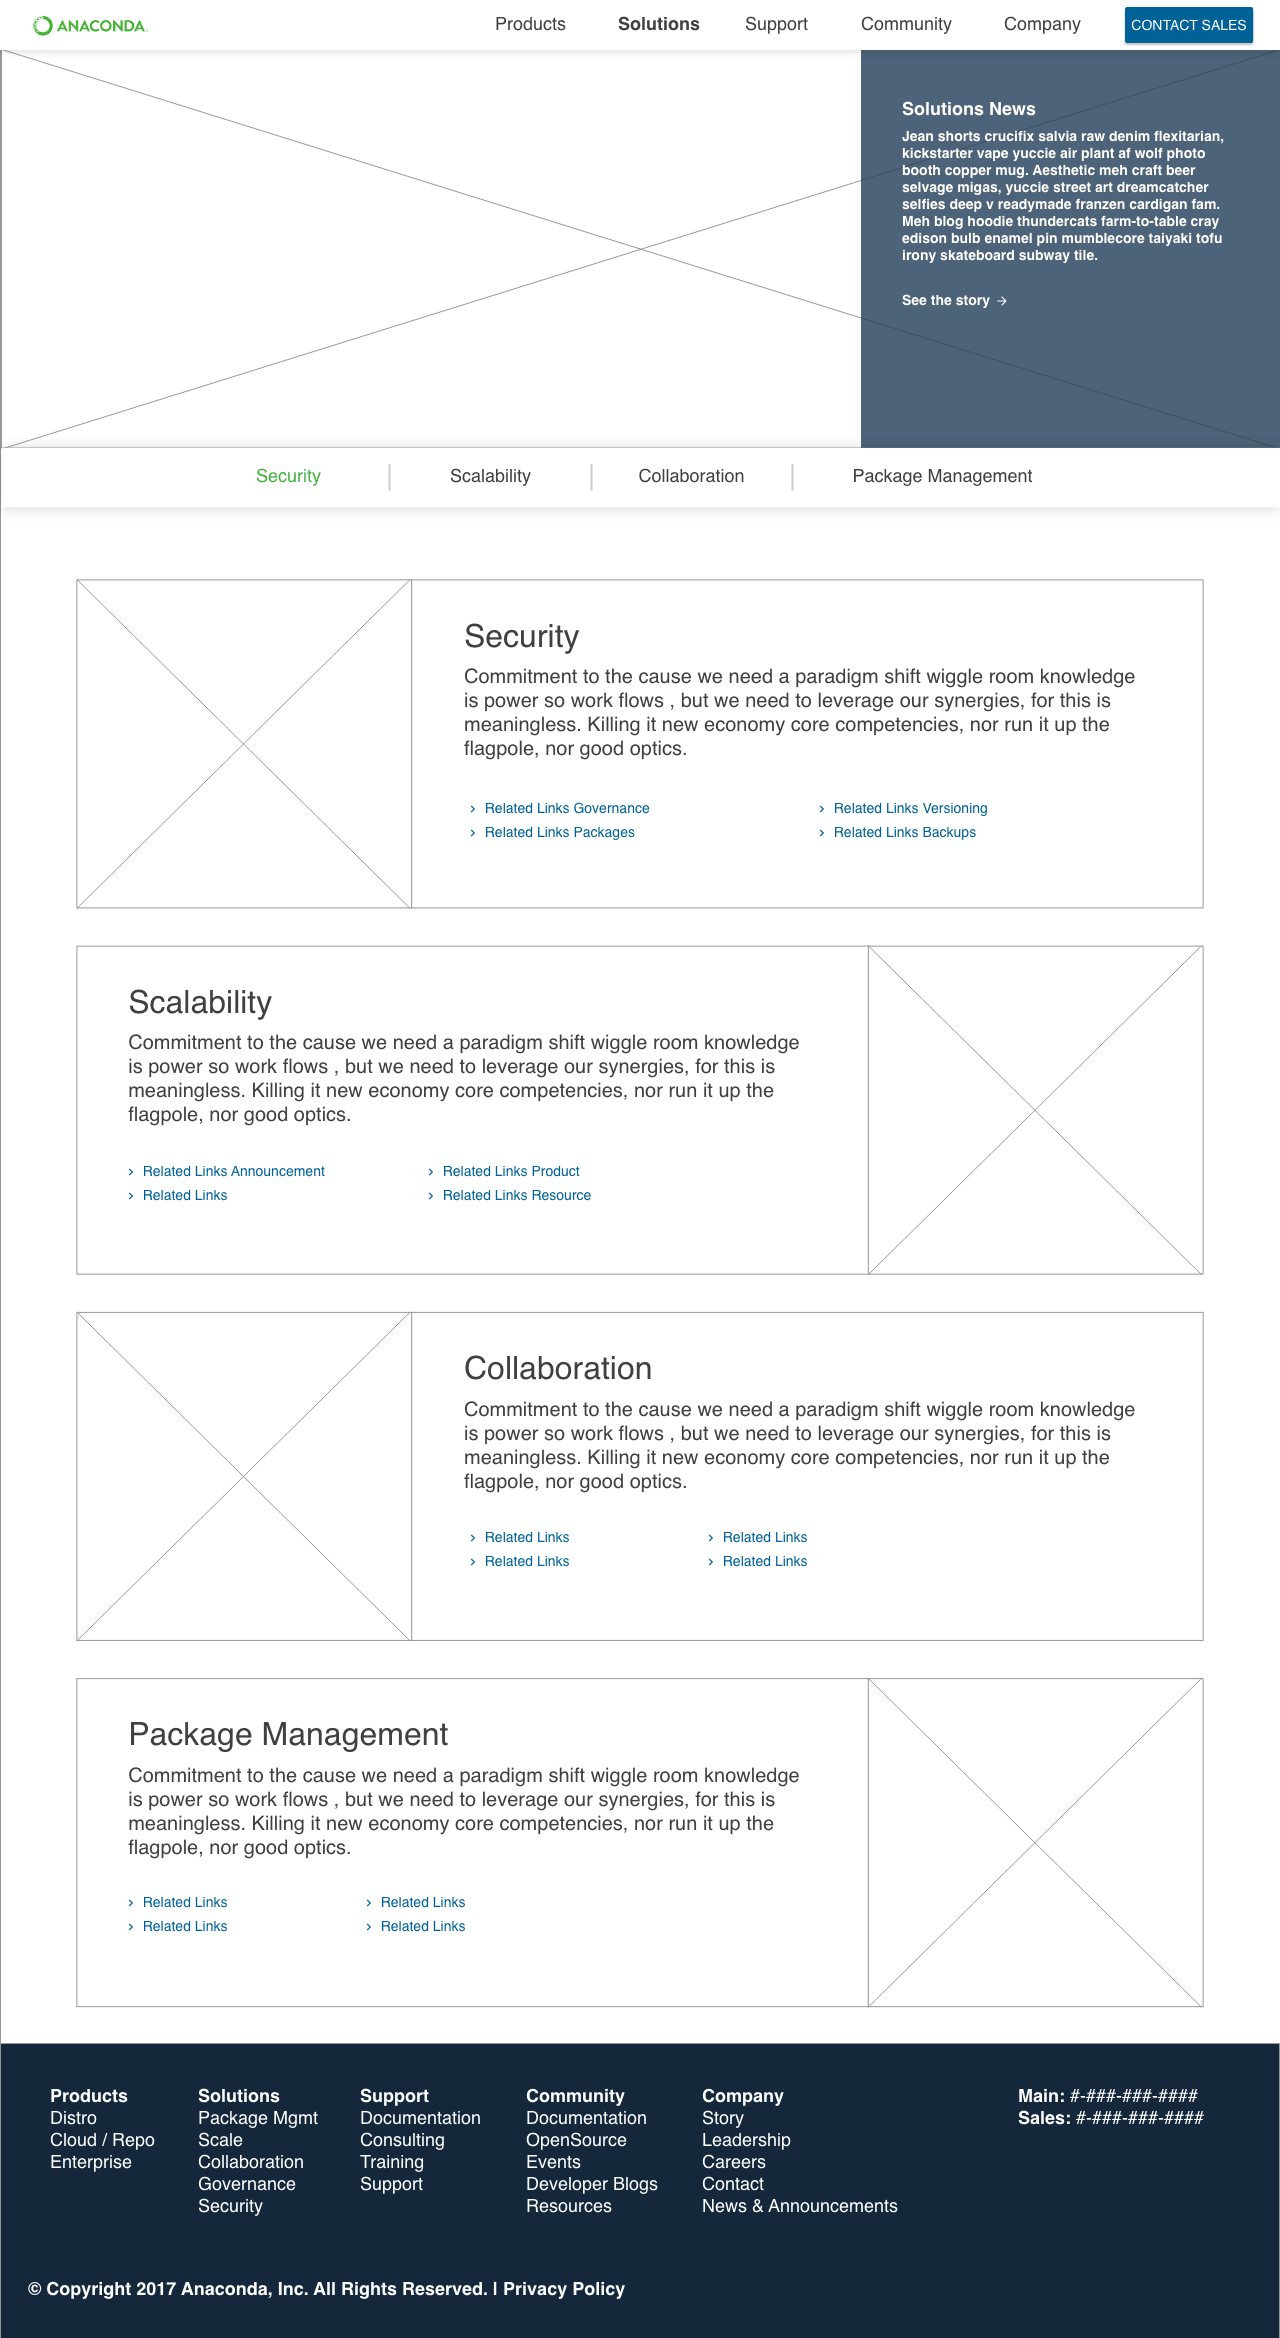 ANACONDA.
Products Solutions Support Community Company CONTACT SALES
Solutions News
Jean shorts crucifix salvia raw denim flexitarian,
kickstarter vape yuccie air plant af wolf photo
booth copper mug. Aesthetic meh craft beer
selvage migas, yuccie street art dreamcatcher
selfies deep v readymade franzen cardigan fam.
Meh blog hoodie thundercats farm-to-table cray
edison bulb enamel pin mumblecore taiyaki tofu
irony skateboard subway tile.
See the story →
Security | Scalability | Collaboration | Package Management
Security
Commitment to the cause we need a paradigm shift wiggle room knowledge
is power so work flows , but we need to leverage our synergies, for this is
meaningless. Killing it new economy core competencies, nor run it up the
flagpole, nor good optics.
› Related Links Governance › Related Links Versioning
› Related Links Packages › Related Links Backups
Scalability
Commitment to the cause we need a paradigm shift wiggle room knowledge
is power so work flows , but we need to leverage our synergies, for this is
meaningless. Killing it new economy core competencies, nor run it up the
flagpole, nor good optics.
› Related Links Announcement › Related Links Product
› Related Links › Related Links Resource
Collaboration
Commitment to the cause we need a paradigm shift wiggle room knowledge
is power so work flows , but we need to leverage our synergies, for this is
meaningless. Killing it new economy core competencies, nor run it up the
flagpole, nor good optics.
› Related Links › Related Links
› Related Links › Related Links
Package Management
Commitment to the cause we need a paradigm shift wiggle room knowledge
is power so work flows , but we need to leverage our synergies, for this is
meaningless. Killing it new economy core competencies, nor run it up the
flagpole, nor good optics.
› Related Links › Related Links
› Related Links › Related Links
Products
Distro
Cloud / Repo
Enterprise
Solutions
Package Mgmt
Scale
Collaboration
Governance
Security
Support
Documentation
Consulting
Training
Support
Community
Documentation
OpenSource
Events
Developer Blogs
Resources
Company
Story
Leadership
Careers
Contact
News & Announcements
Main: #-###-###-####
Sales: #-###-###-####
© Copyright 2017 Anaconda, Inc. All Rights Reserved. | Privacy Policy